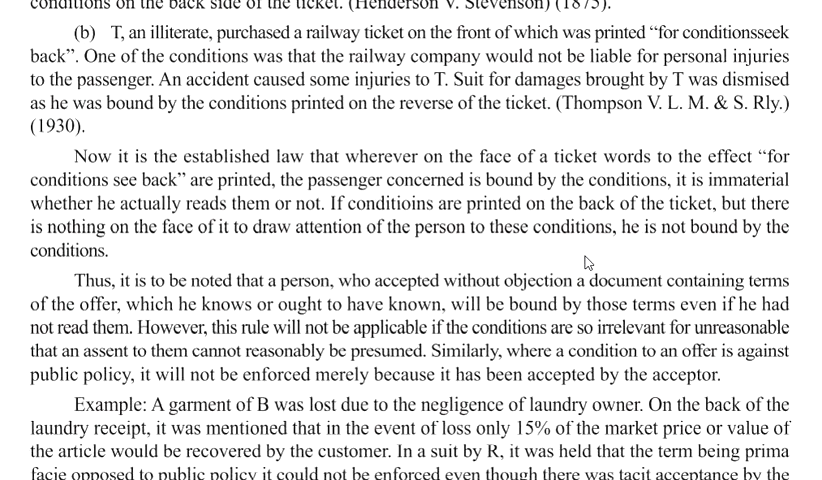 conditions on the back side of the ticket. (Henderson V. Stevenson) (1875).
(b) T, an illiterate, purchased a railway ticket on the front of which was printed “for conditionsseek
back”. One of the conditions was that the railway company would not be liable for personal injuries
to the passenger. An accident caused some injuries to T. Suit for damages brought by T was dismised
as he was bound by the conditions printed on the reverse of the ticket. (Thompson V. L. M. & S. Rly.)
(1930).
Now it is the established law that wherever on the face of a ticket words to the effect “for
conditions see back” are printed, the passenger concerned is bound by the conditions, it is immaterial
whether he actually reads them or not. If conditioins are printed on the back of the ticket, but there
is nothing on the face of it to draw attention of the person to these conditions, he is not bound by the
conditions.
Thus, it is to be noted that a person, who accepted without objection a document containing terms
of the offer, which he knows or ought to have known, will be bound by those terms even if he had
not read them. However, this rule will not be applicable if the conditions are so irrelevant for unreasonable
that an assent to them cannot reasonably be presumed. Similarly, where a condition to an offer is against
public policy, it will not be enforced merely because it has been accepted by the acceptor.
Example: A garment of B was lost due to the negligence of laundry owner. On the back of the
laundry receipt, it was mentioned that in the event of loss only 15% of the market price or value of
the article would be recovered by the customer. In a suit by R, it was held that the term being prima
facie opposed to public policy it could not be enforced even though there was tacit acceptance by the